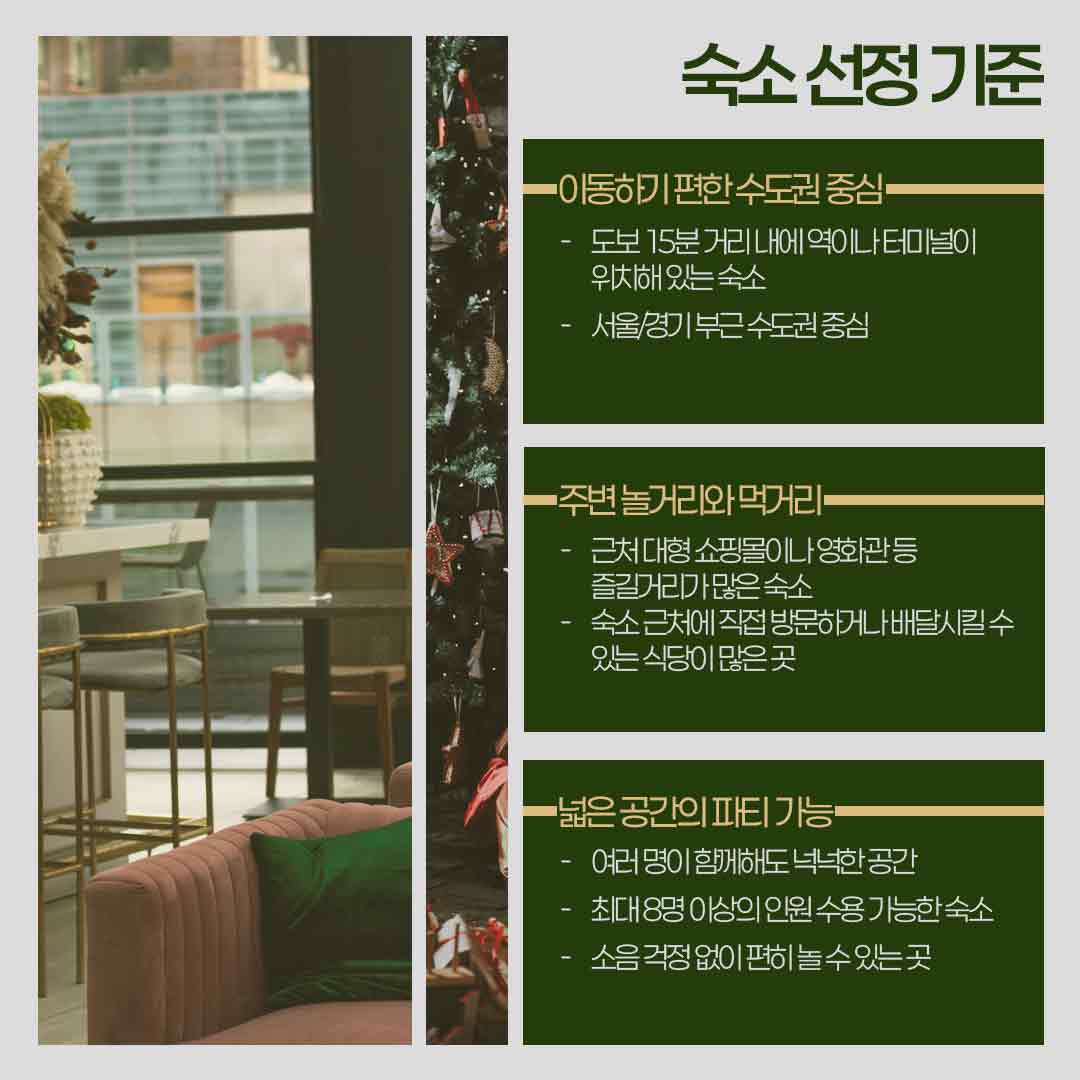 숙소 선정 기준
이동하기 편한 수도권 중심
- 도보 15분 거리 내에 역이나 터미널이
위치해 있는 숙소
- 서울/경기 부근 수도권 중심
주변 놀거리와 먹거리
- 근처 대형 쇼핑몰이나 영화관 등
즐길거리가 많은 숙소
- 숙소 근처에 직접 방문하거나 배달시킬 수
있는 식당이 많은 곳
넓은 공간의 파티 가능
- 여러 명이 함께해도 넉넉한 공간
- 최대 8명 이상의 인원 수용 가능한 숙소
- 소음 걱정 없이 편히 놀 수 있는 곳